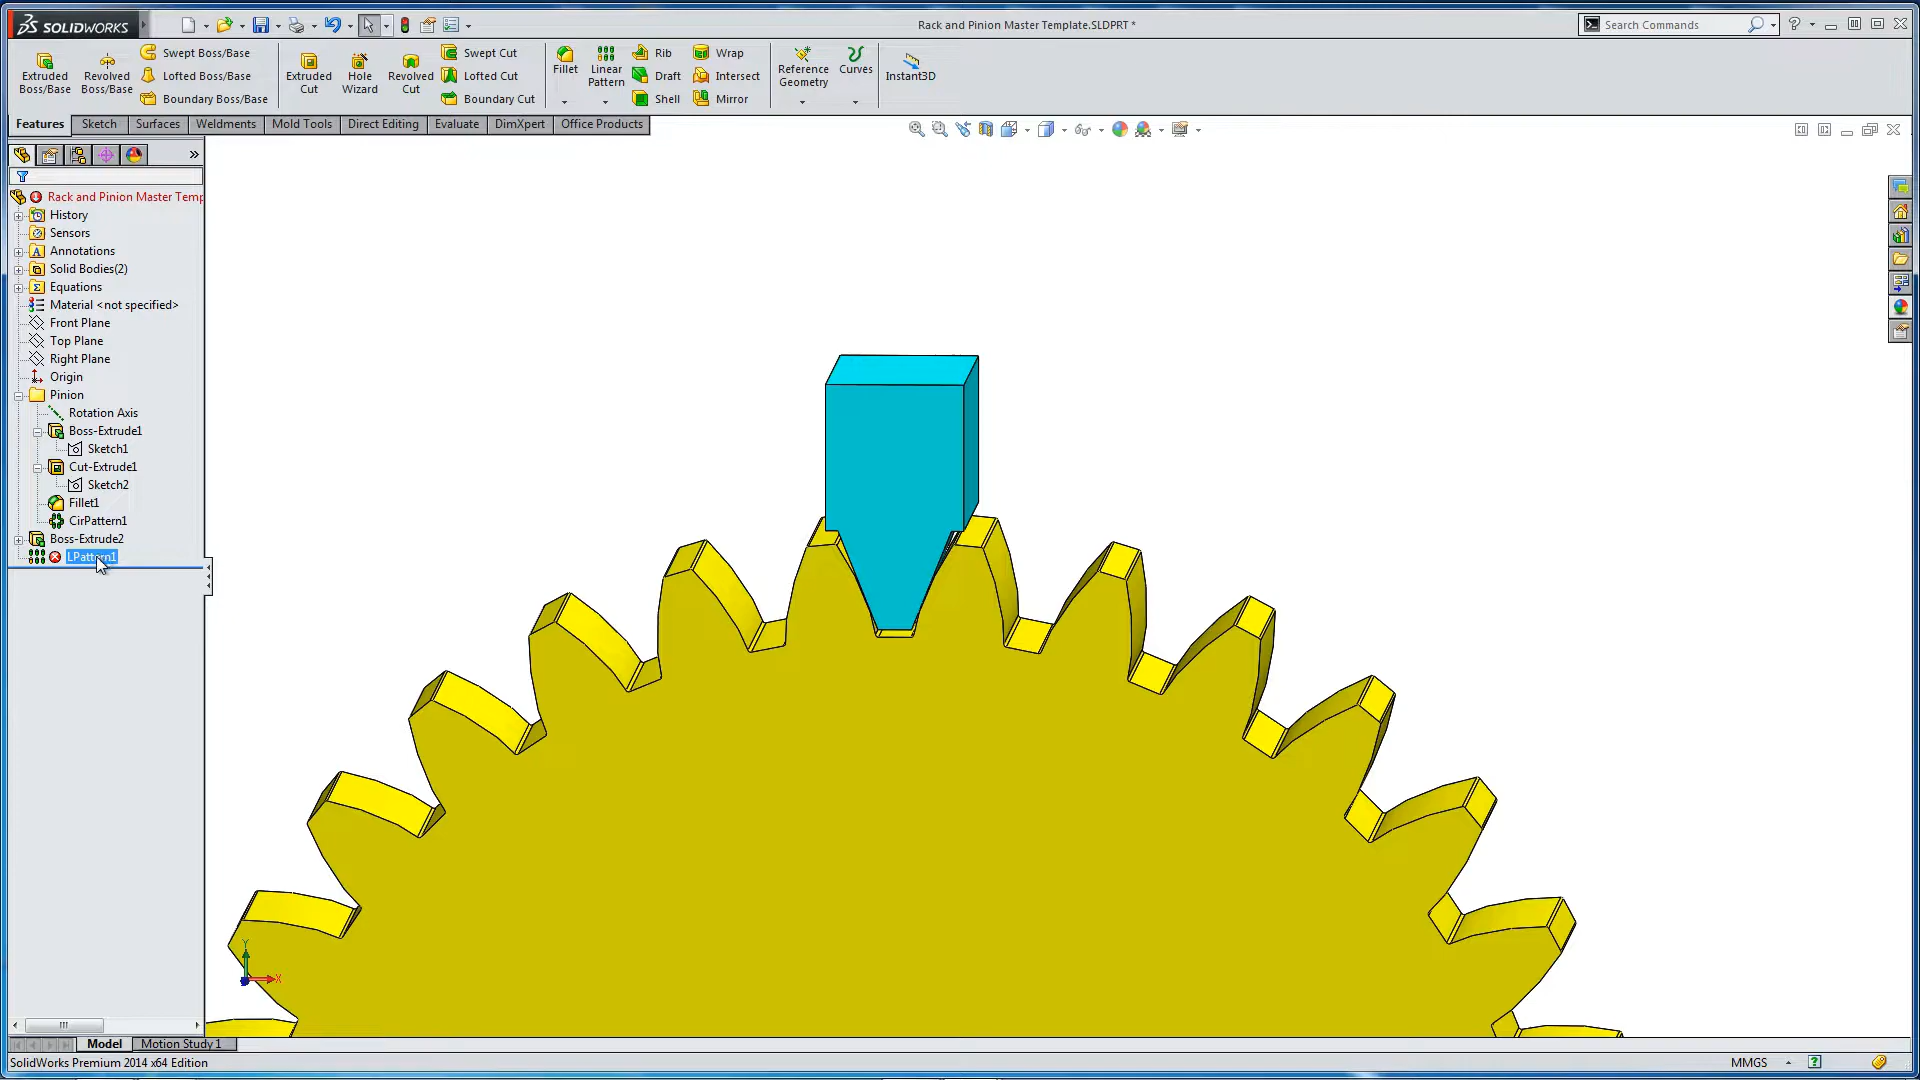 SOLIDWORKS
Rack and Pinion Master Template.SLDPRT *
Search Commands
Extruded Boss/Base
Revolved Boss/Base
Swept Boss/Base
Lofted Boss/Base
Boundary Boss/Base
Extruded Cut
Hole Wizard
Revolved Cut
Swept Cut
Lofted Cut
Boundary Cut
Fillet
Linear Pattern
Rib
Draft
Shell
Wrap
Intersect
Mirror
Reference Geometry
Curves
Instant3D
Features
Sketch
Surfaces
Weldments
Mold Tools
Direct Editing
Evaluate
DimXpert
Office Products
Rack and Pinion Master Temp
History
Sensors
Annotations
Solid Bodies(2)
Equations
Material <not specified>
Front Plane
Top Plane
Right Plane
Origin
Pinion
Rotation Axis
Boss-Extrude1
Sketch1
Cut-Extrude1
Sketch2
Fillet1
CirPattern1
Boss-Extrude2
LPattern1
Y
X
Model
Motion Study 1
SolidWorks Premium 2014 x64 Edition
MMGS